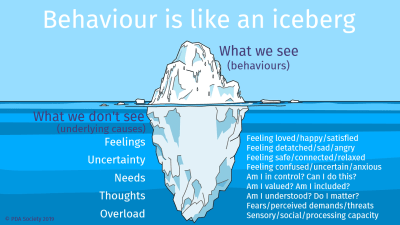 Behaviour is like an iceberg
What we see
(behaviours)
What we don't see
(underlying causes)
Feelings
Uncertainty
Needs
Thoughts
Overload
Feeling loved/happy/satisfied
Feeling detatched/sad/angry
Feeling safe/connected/relaxed
Feeling confused/uncertain/anxious
Am I in control? Can I do this?
Am I valued? Am I included?
Am I understood? Do I matter?
Fears/perceived demands/threats
Sensory/social/processing capacity
© PDA Society